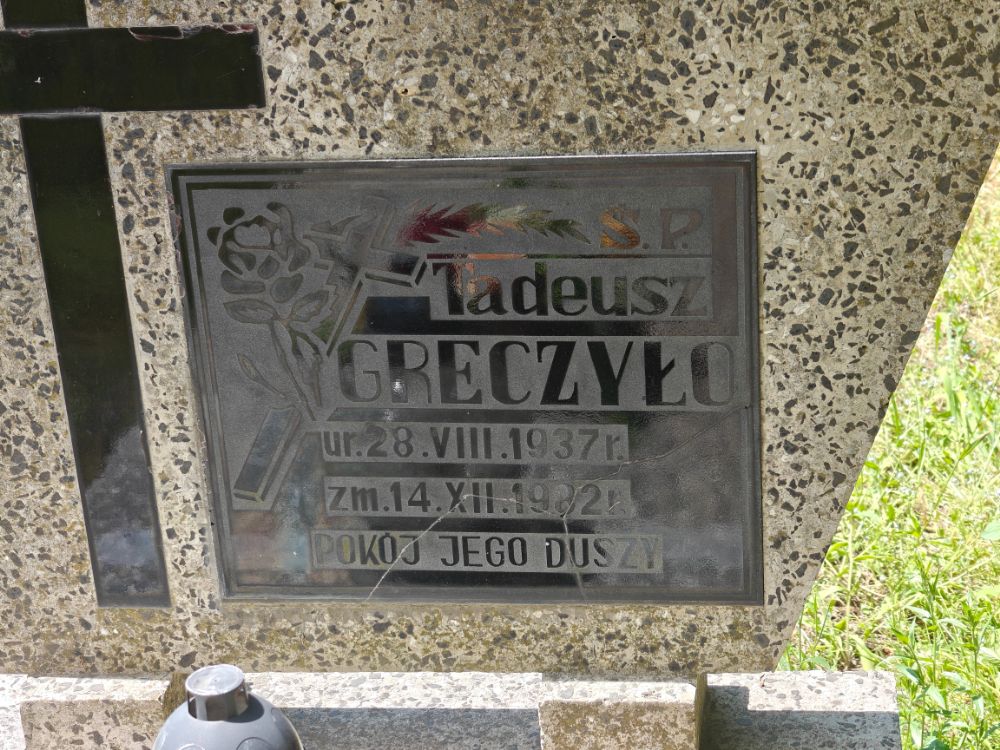 Ś.P.
Tadeusz
GRECZYŁO
ur.28.VIII.1937r.
zm.14.XII.1982r.
POKÓJ JEGO DUSZY